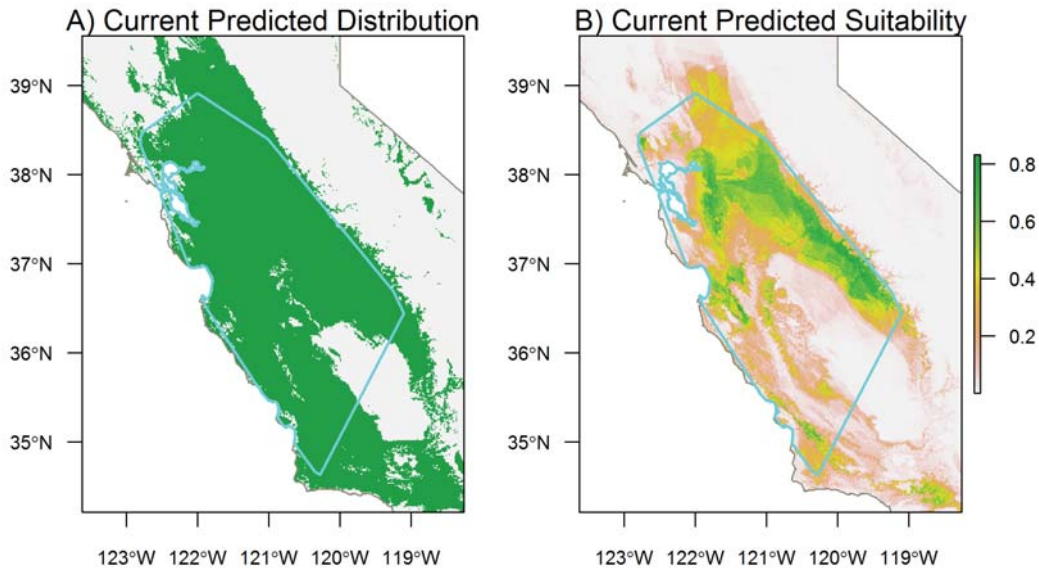 A) Current Predicted Distribution
B) Current Predicted Suitability
39°N
38°N
37°N
36°N
35°N
123°W 122°W 121°W 120°W 119°W
39°N
38°N
37°N
36°N
35°N
123°W 122°W 121°W 120°W 119°W
0.8
0.6
0.4
0.2